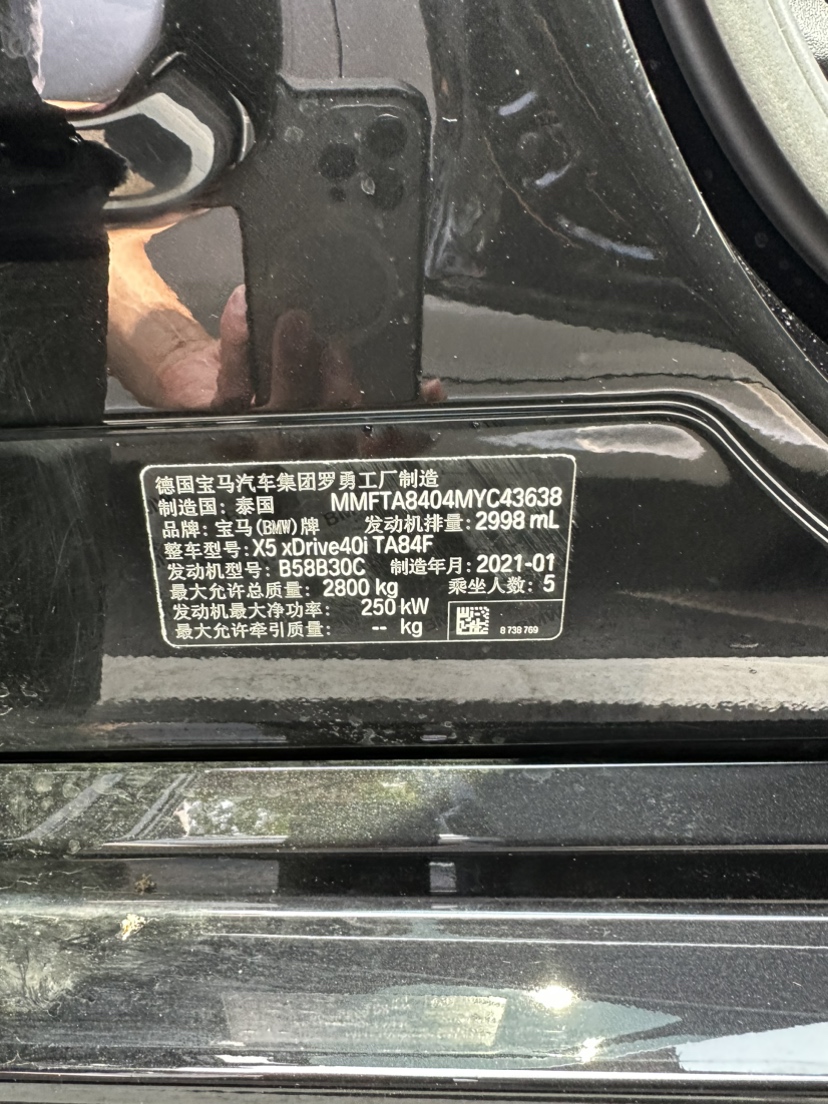 德国宝马汽车集团罗勇工厂制造
制造国: 泰国 MMFTA8404MYC43638
品牌: 宝马(BMW)牌 发动机排量: 2998 mL
整车型号: X5 xDrive40i TA84F
发动机型号: B58B30C 制造年月: 2021-01
最大允许总质量: 2800 kg 乘坐人数: 5
发动机最大净功率: 250 kW
最大允许牵引质量: -- kg
8 738 769